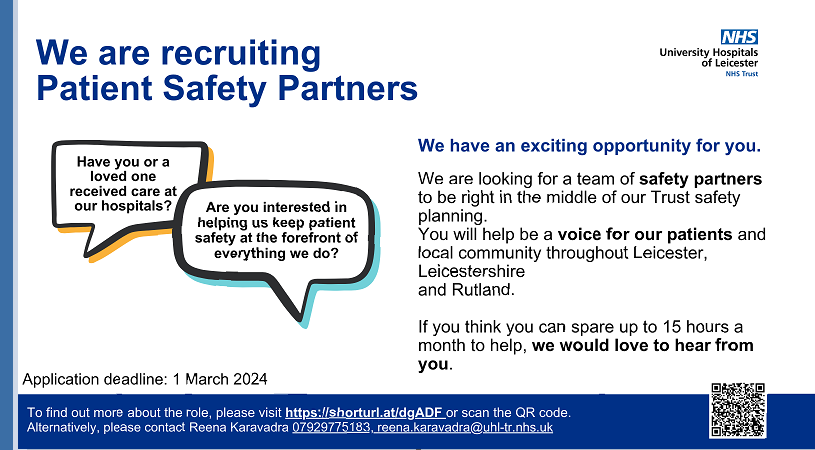 We are recruiting
Patient Safety Partners
NHS
University Hospitals
of Leicester
NHS Trust
Have you or a
loved one
received care at
our hospitals?
Are you interested in
helping us keep patient
safety at the forefront of
everything we do?
We have an exciting opportunity for you.
We are looking for a team of safety partners
to be right in the middle of our Trust safety
planning.
You will help be a voice for our patients and
local community throughout Leicester,
Leicestershire
and Rutland.
If you think you can spare up to 15 hours a
month to help, we would love to hear from
you.
Application deadline: 1 March 2024
To find out more about the role, please visit https://shorturl.at/dgADF or scan the QR code.
Alternatively, please contact Reena Karavadra 07929775183, reena.karavadra@uhl-tr.nhs.uk